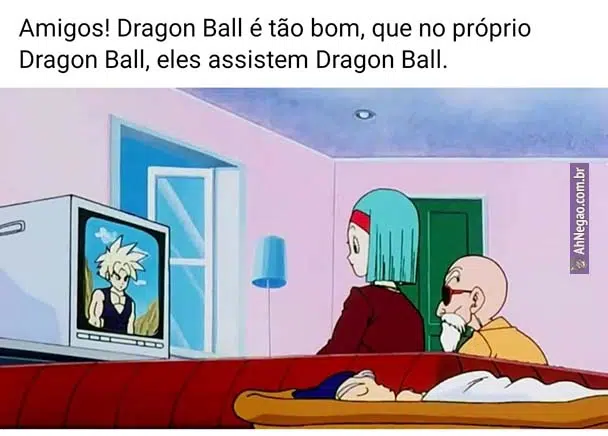 Amigos! Dragon Ball é tão bom, que no próprio
Dragon Ball, eles assistem Dragon Ball.
AhNegao.com.br